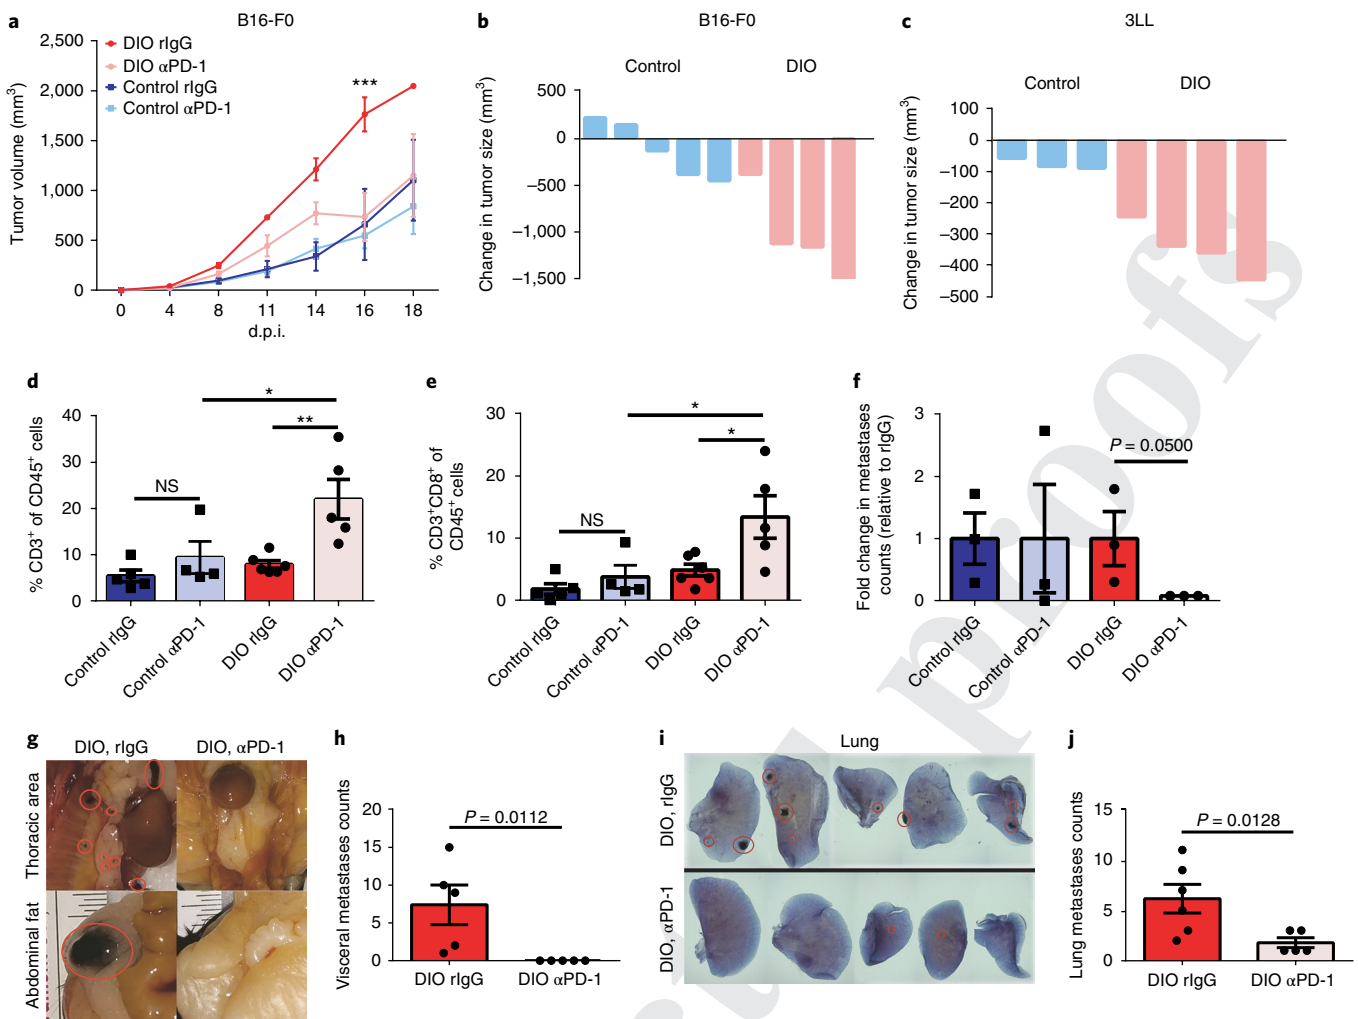 a
B16-F0
2,500
2,000
1,500
1,000
500
0
Tumor volume (mm³)
DIO rIgG
DIO αPD-1
Control rIgG
Control αPD-1
***
0 4 8 11 14 16 18
d.p.i.
b
B16-F0
Control DIO
Change in tumor size (mm³)
500
0
−500
−1,000
−1,500
c
3LL
Control DIO
Change in tumor size (mm³)
100
0
−100
−200
−300
−400
−500
d
% CD3⁺ of CD45⁺ cells
40
30
20
10
0
NS
*
**
Control rIgG
Control αPD-1
DIO rIgG
DIO αPD-1
e
% CD3⁺CD8⁺ of
CD45⁺ cells
30
20
10
0
NS
*
*
Control rIgG
Control αPD-1
DIO rIgG
DIO αPD-1
f
Fold change in metastases
counts (relative to rIgG)
3
2
1
0
P = 0.0500
Control rIgG
Control αPD-1
DIO rIgG
DIO αPD-1
g
DIO, rIgG DIO, αPD-1
Thoracic area
Abdominal fat
h
Visceral metastases counts
20
15
10
5
0
P = 0.0112
DIO rIgG DIO αPD-1
i
Lung
DIO, rIgG
DIO, αPD-1
j
Lung metastases counts
15
10
5
0
P = 0.0128
DIO rIgG DIO αPD-1
proofs